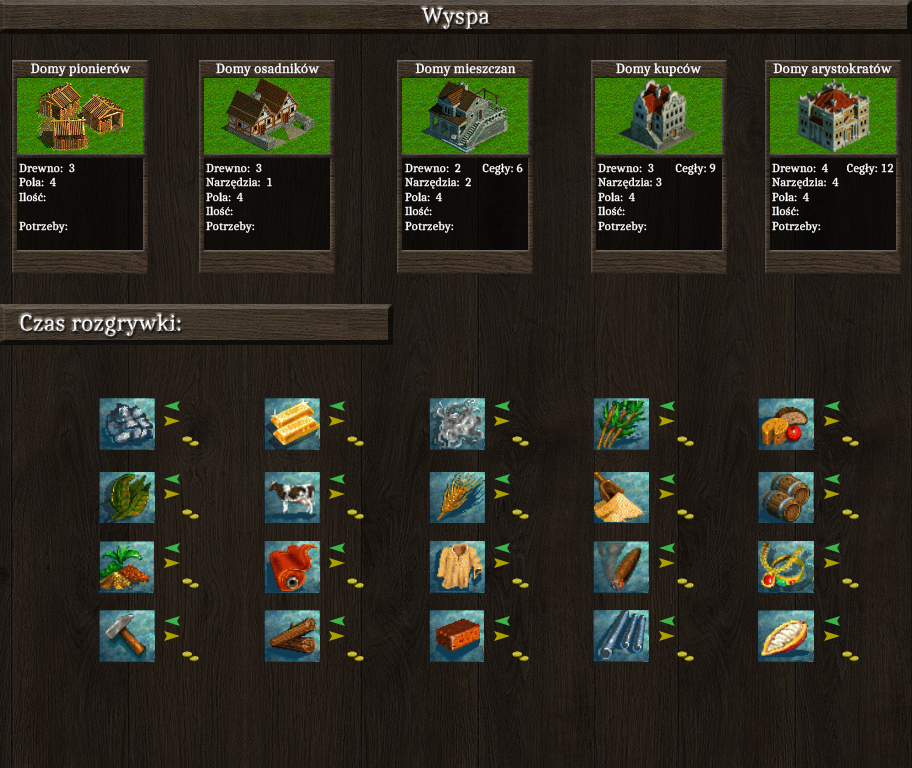 Wyspa
Domy pionierów
Drewno: 3
Pola: 4
Ilość:
Potrzeby:
Domy osadników
Drewno: 3
Narzędzia: 1
Pola: 4
Ilość:
Potrzeby:
Domy mieszczan
Drewno: 2 Cegły: 6
Narzędzia: 2
Pola: 4
Ilość:
Potrzeby:
Domy kupców
Drewno: 3 Cegły: 9
Narzędzia: 3
Pola: 4
Ilość:
Potrzeby:
Domy arystokratów
Drewno: 4 Cegły: 12
Narzędzia: 4
Pola: 4
Ilość:
Potrzeby:
Czas rozgrywki: